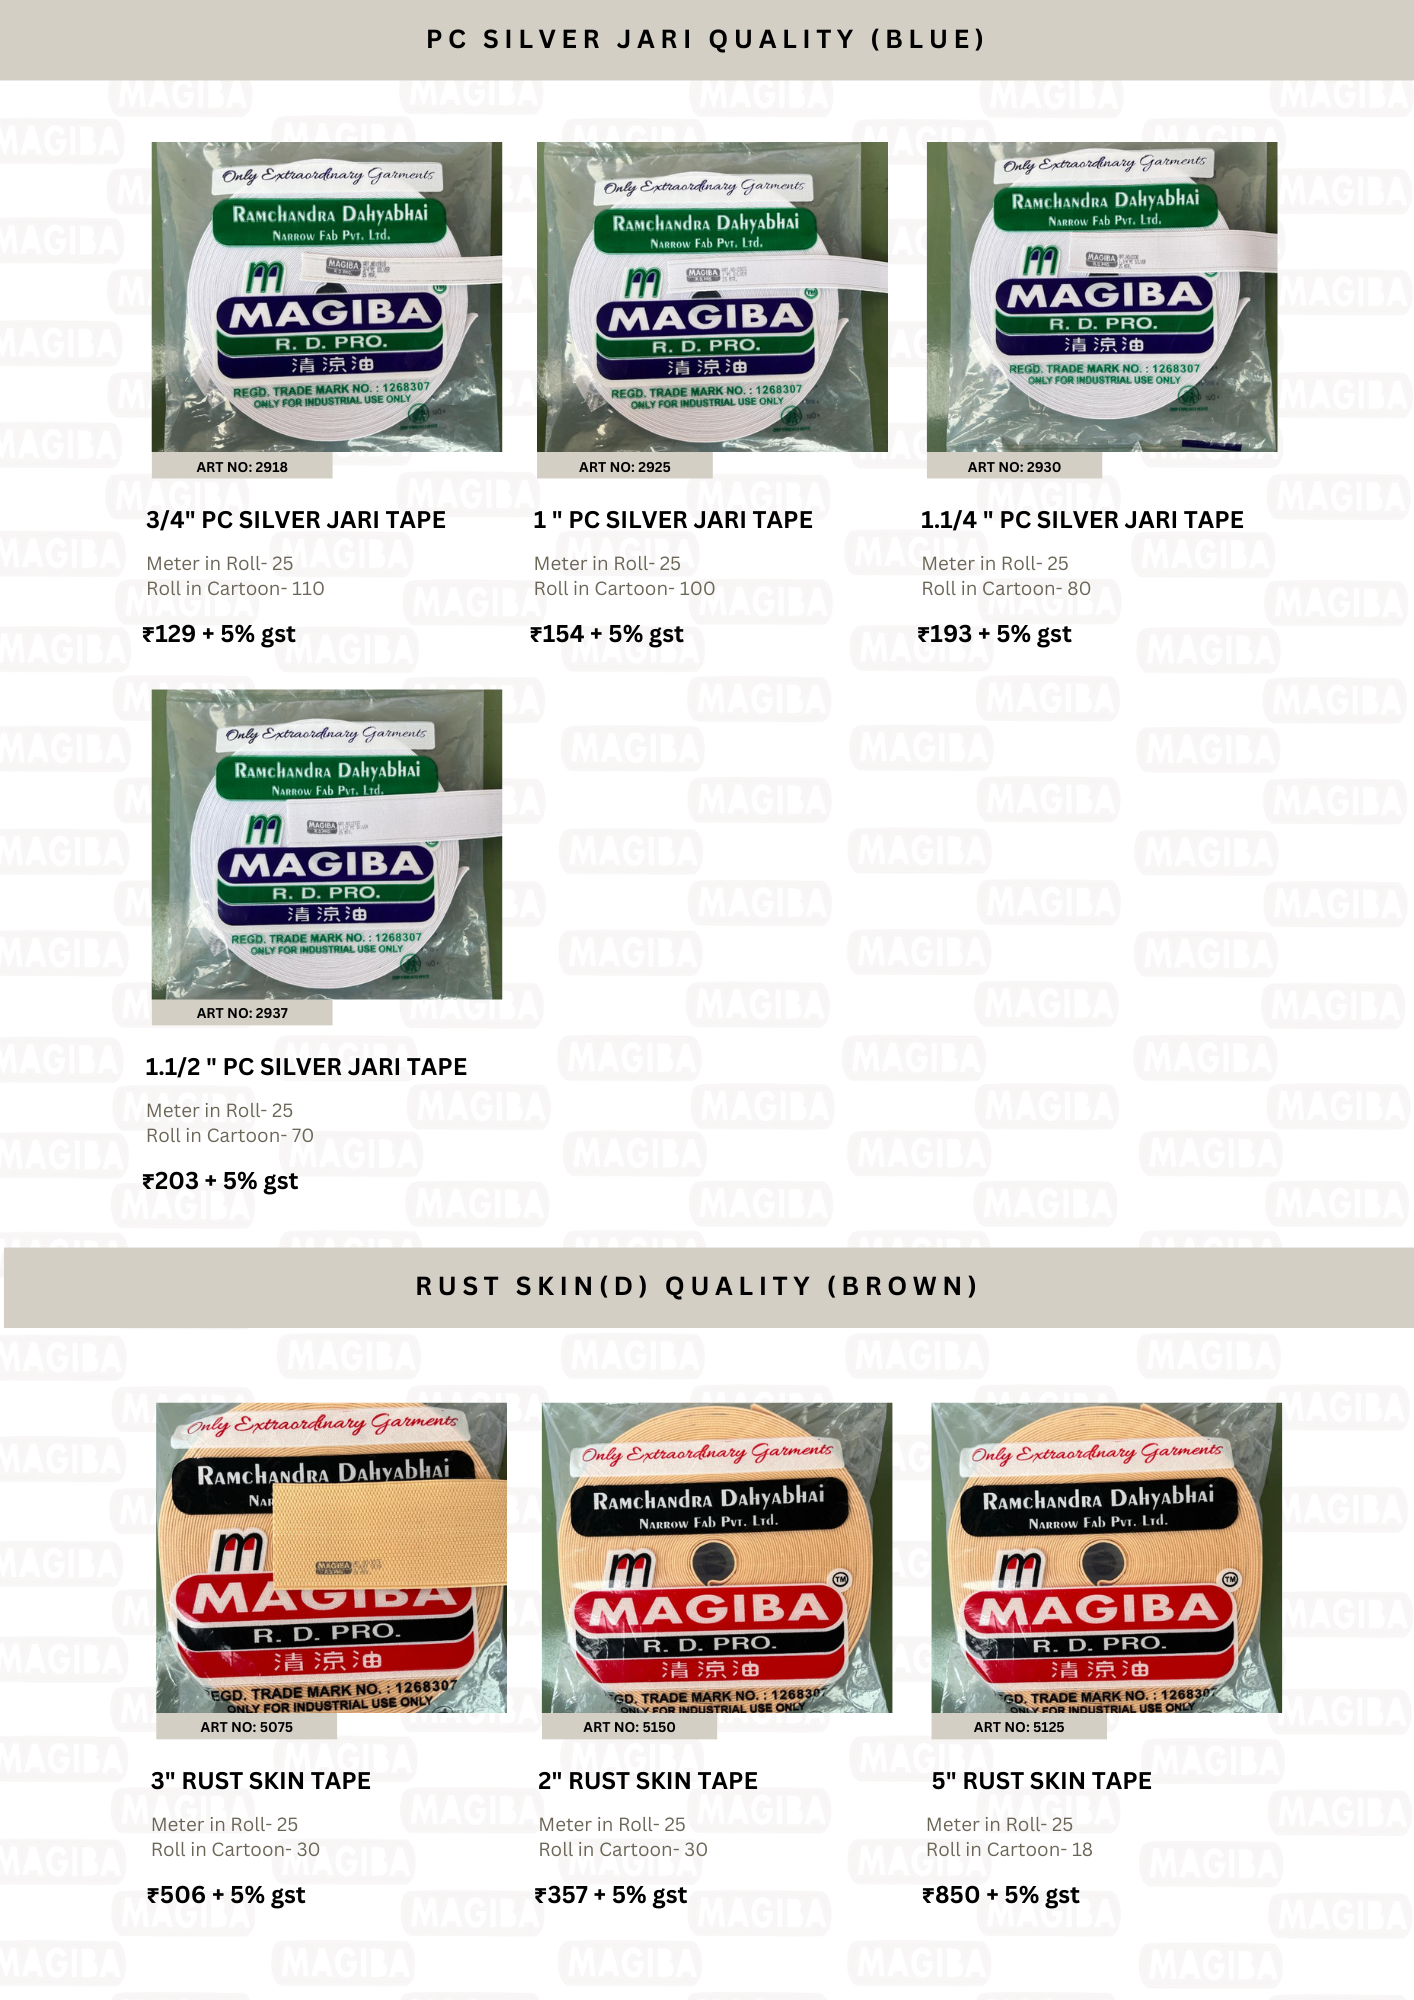 PC SILVER JARI QUALITY (BLUE)
Only Extraordinary Garments
Ramchandra Dahyabhai
Narrow Fab Pvt. Ltd.
MAGIBA
MAGIBA
R. D. PRO.
清涼油
REGD. TRADE MARK NO. : 1268307
ONLY FOR INDUSTRIAL USE ONLY
ART NO: 2918
3/4" PC SILVER JARI TAPE
Meter in Roll- 25
Roll in Cartoon- 110
₹129 + 5% gst
Only Extraordinary Garments
Ramchandra Dahyabhai
Narrow Fab Pvt. Ltd.
MAGIBA
TM
MAGIBA
R. D. PRO.
清涼油
REGD. TRADE MARK NO. : 1268307
ONLY FOR INDUSTRIAL USE ONLY
ART NO: 2925
1 " PC SILVER JARI TAPE
Meter in Roll- 25
Roll in Cartoon- 100
₹154 + 5% gst
Only Extraordinary Garments
Ramchandra Dahyabhai
Narrow Fab Pvt. Ltd.
MAGIBA
MAGIBA
R. D. PRO.
清涼油
REGD. TRADE MARK NO. : 1268307
ONLY FOR INDUSTRIAL USE ONLY
ART NO: 2930
1.1/4 " PC SILVER JARI TAPE
Meter in Roll- 25
Roll in Cartoon- 80
₹193 + 5% gst
Only Extraordinary Garments
Ramchandra Dahyabhai
Narrow Fab Pvt. Ltd.
MAGIBA
MAGIBA
R. D. PRO.
清涼油
REGD. TRADE MARK NO. : 1268307
ONLY FOR INDUSTRIAL USE ONLY
ART NO: 2937
1.1/2 " PC SILVER JARI TAPE
Meter in Roll- 25
Roll in Cartoon- 70
₹203 + 5% gst
RUST SKIN(D) QUALITY (BROWN)
Only Extraordinary Garments
Ramchandra Dahyabhai
MAGIBA
MAGIBA
R. D. PRO.
清涼油
EGD. TRADE MARK NO. : 1268307
ONLY FOR INDUSTRIAL USE ONLY
ART NO: 5075
3" RUST SKIN TAPE
Meter in Roll- 25
Roll in Cartoon- 30
₹506 + 5% gst
Only Extraordinary Garments
Ramchandra Dahyabhai
Narrow Fab Pvt. Ltd.
TM
MAGIBA
R. D. PRO.
清涼油
TRADE MARK NO. : 126830
ONLY FOR INDUSTRIAL USE ONLY
ART NO: 5150
2" RUST SKIN TAPE
Meter in Roll- 25
Roll in Cartoon- 30
₹357 + 5% gst
Only Extraordinary Garments
Ramchandra Dahyabhai
Narrow Fab Pvt. Ltd.
TM
MAGIBA
R. D. PRO.
清涼油
TRADE MARK NO. : 126830
ONLY FOR INDUSTRIAL USE ONLY
ART NO: 5125
5" RUST SKIN TAPE
Meter in Roll- 25
Roll in Cartoon- 18
₹850 + 5% gst